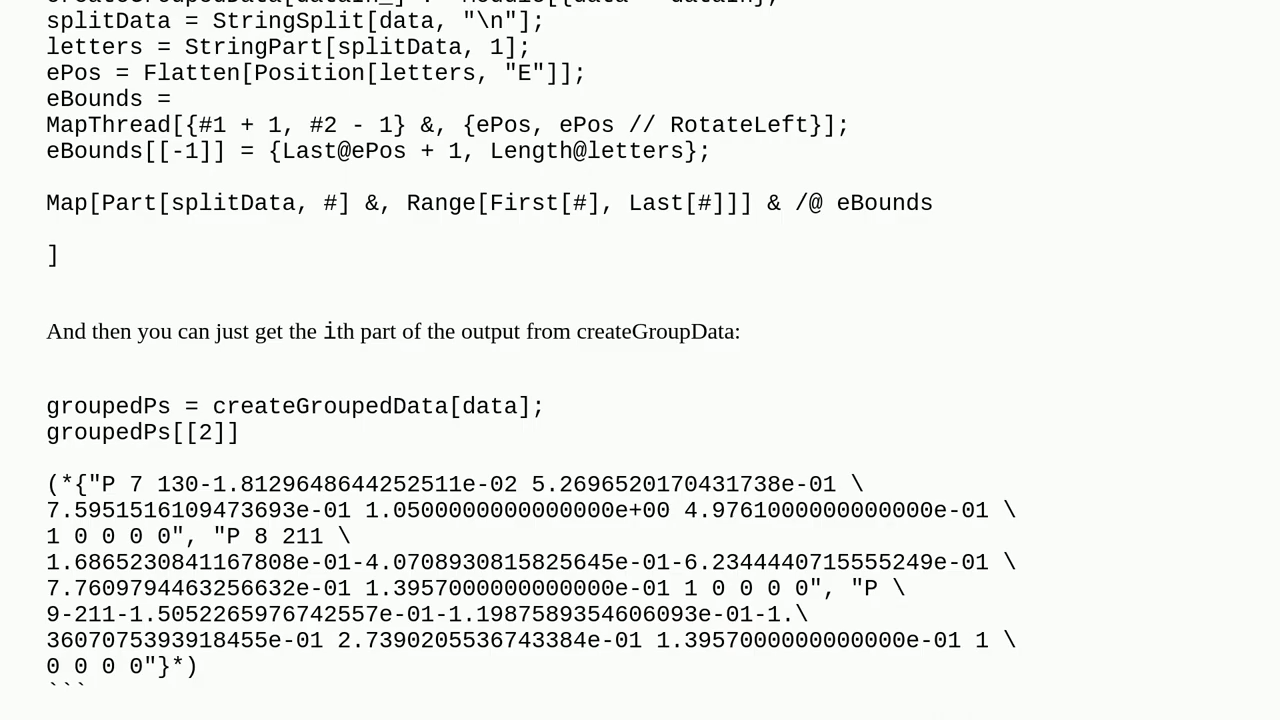 createGroupedData[dataIn_] := Module[{data = dataIn},
splitData = StringSplit[data, "\n"];
letters = StringPart[splitData, 1];
ePos = Flatten[Position[letters, "E"]];
eBounds =
MapThread[{#1 + 1, #2 - 1} &, {ePos, ePos // RotateLeft}];
eBounds[[-1]] = {Last@ePos + 1, Length@letters};
Map[Part[splitData, #] &, Range[First[#], Last[#]]] & /@ eBounds
]
And then you can just get the ith part of the output from createGroupData:
groupedPs = createGroupedData[data];
groupedPs[[2]]
(*{"P 7 130-1.8129648644252511e-02 5.2696520170431738e-01 \
7.5951516109473693e-01 1.0500000000000000e+00 4.9761000000000000e-01 \
1 0 0 0 0", "P 8 211 \
1.6865230841167808e-01-4.0708930815825645e-01-6.2344440715555249e-01 \
7.7609794463256632e-01 1.3957000000000000e-01 1 0 0 0 0", "P \
9-211-1.5052265976742557e-01-1.1987589354606093e-01-1.\
3607075393918455e-01 2.7390205536743384e-01 1.3957000000000000e-01 1 \
0 0 0 0"}*)
```